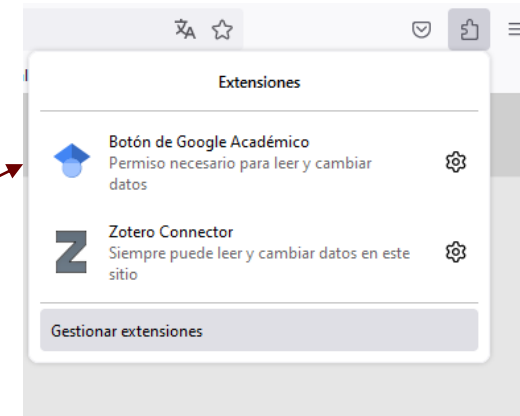 Extensiones
Botón de Google Académico
Permiso necesario para leer y cambiar
datos
Zotero Connector
Siempre puede leer y cambiar datos en este
sitio
Gestionar extensiones